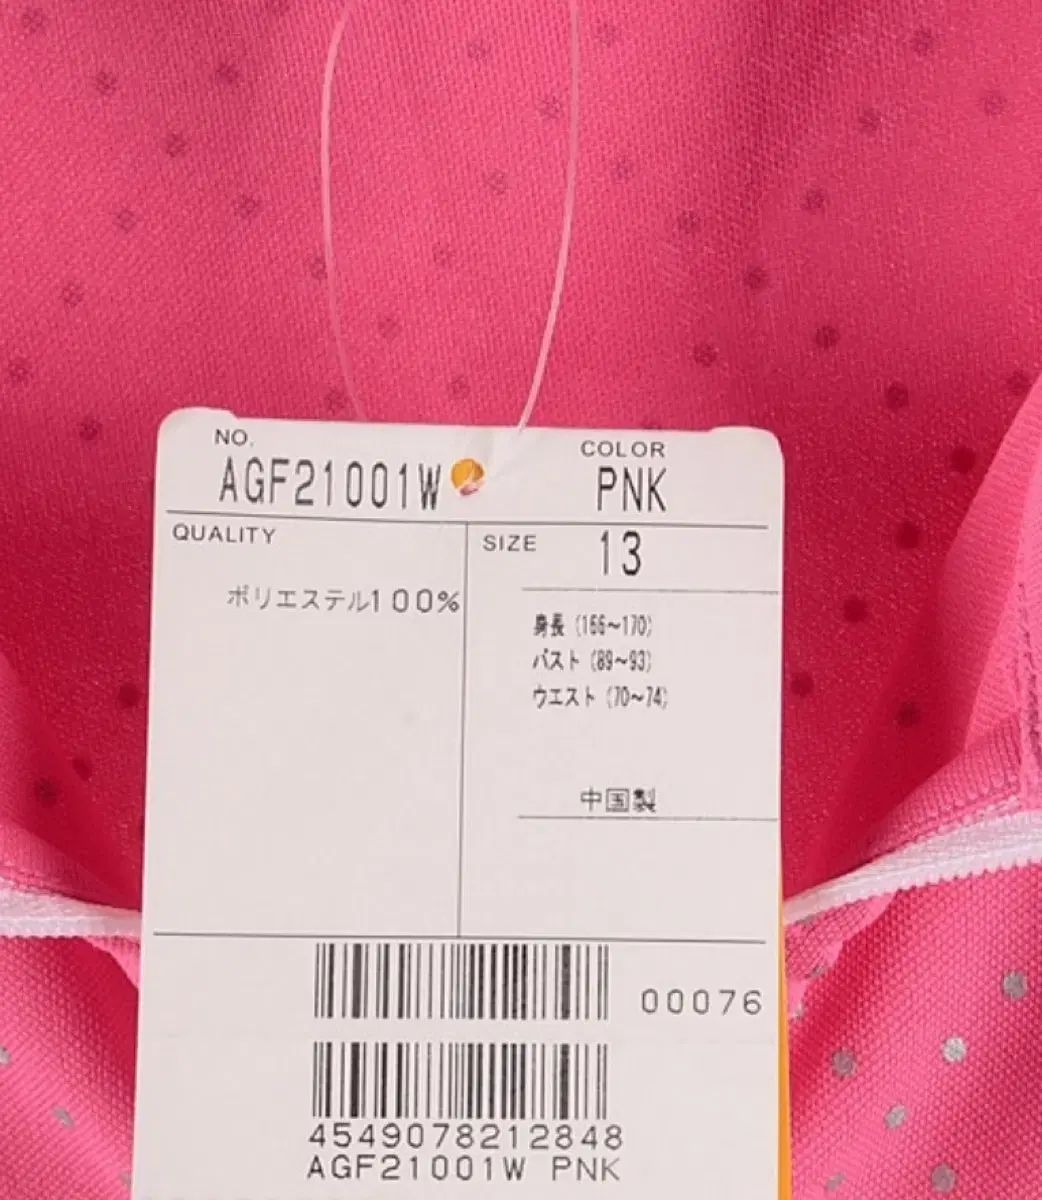 NO.
AGF21001W
COLOR
PNK
QUALITY
ポリエステル100%
SIZE 13
身長 (166~170)
バスト (89~93)
ウエスト (70~74)
中国製
00076
4549078212848
AGF21001W PNK